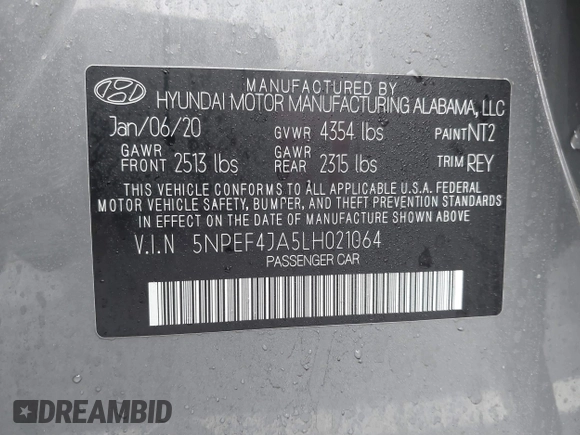 MANUFACTURED BY
HYUNDAI MOTOR MANUFACTURING ALABAMA, LLC
Jan/06/20 GVWR 4354 lbs PAINT NT2
GAWR FRONT 2513 lbs GAWR REAR 2315 lbs TRIM REY
THIS VEHICLE CONFORMS TO ALL APPLICABLE U.S.A. FEDERAL
MOTOR VEHICLE SAFETY, BUMPER, AND THEFT PREVENTION STANDARDS
IN EFFECT ON THE DATE OF MANUFACTURE SHOWN ABOVE.
V.I.N 5NPEF4JA5LH021064
PASSENGER CAR
DREAMBID